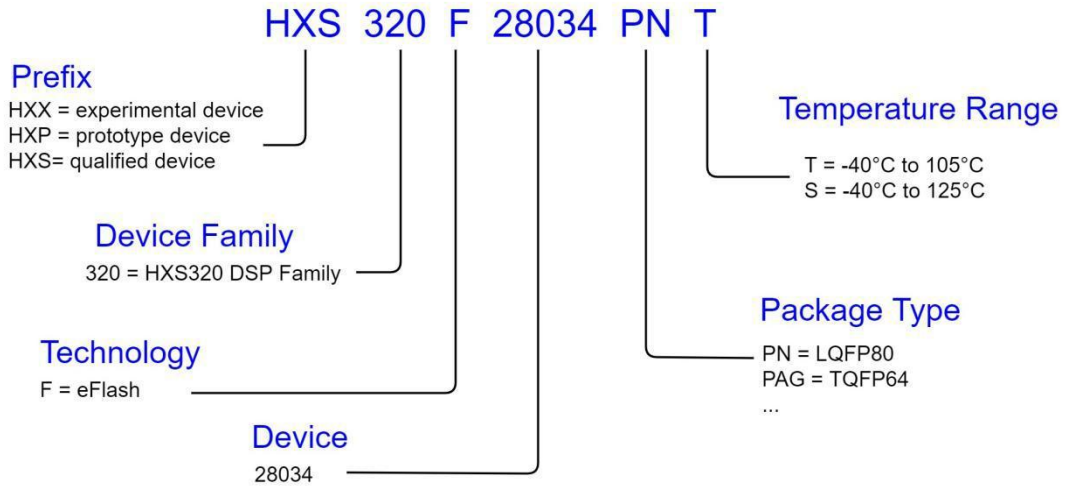 HXS 320 F 28034 PN T
Prefix
HXX = experimental device
HXP = prototype device
HXS= qualified device
Temperature Range
T = -40°C to 105°C
S = -40°C to 125°C
Device Family
320 = HXS320 DSP Family
Package Type
PN = LQFP80
PAG = TQFP64
...
Technology
F = eFlash
Device
28034